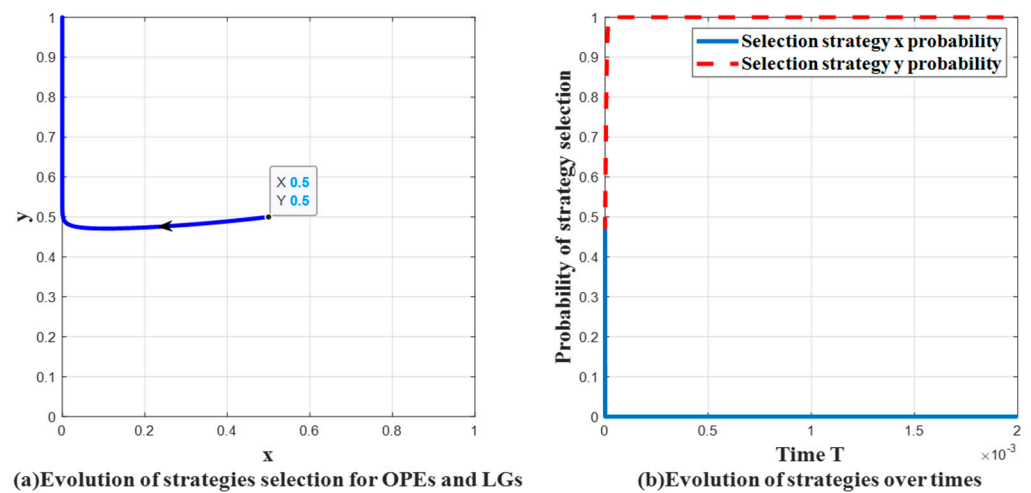 1
0.9
0.8
0.7
0.6
0.5
0.4
0.3
0.2
0.1
0
y
X 0.5
Y 0.5
0 0.2 0.4 0.6 0.8 1
x
(a)Evolution of strategies selection for OPEs and LGs
1
0.9
0.8
0.7
0.6
0.5
0.4
0.3
0.2
0.1
0
Probability of strategy selection
Selection strategy x probability
Selection strategy y probability
0 0.5 1 1.5 2
Time T
×10⁻³
(b)Evolution of strategies over times